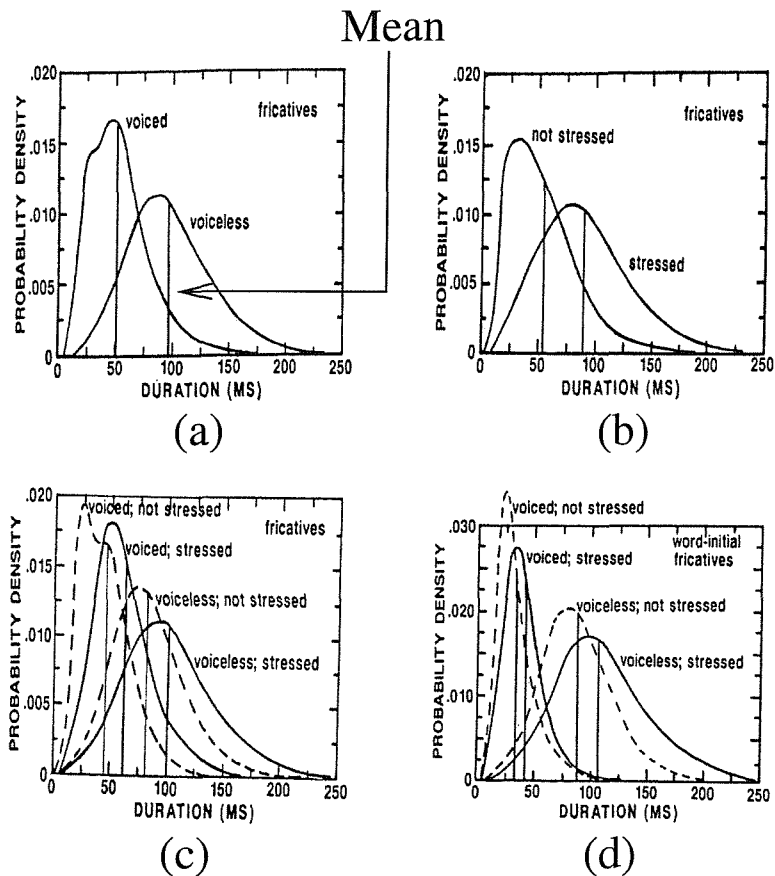 Mean
PROBABILITY DENSITY
.020
.015
.010
.005
0
voiced
fricatives
voiceless
0 50 100 150 200 250
DURATION (MS)
(a)
PROBABILITY DENSITY
.020
.015
.010
.005
0
fricatives
not stressed
stressed
0 50 100 150 200 250
DURATION (MS)
(b)
PROBABILITY DENSITY
.020
.015
.010
.005
0
voiced; not stressed
fricatives
voiced; stressed
voiceless; not stressed
voiceless; stressed
0 50 100 150 200 250
DURATION (MS)
(c)
PROBABILITY DENSITY
.030
.020
.010
0
voiced; not stressed
word-initial
fricatives
voiced; stressed
voiceless; not stressed
voiceless; stressed
0 50 100 150 200 250
DURATION (MS)
(d)